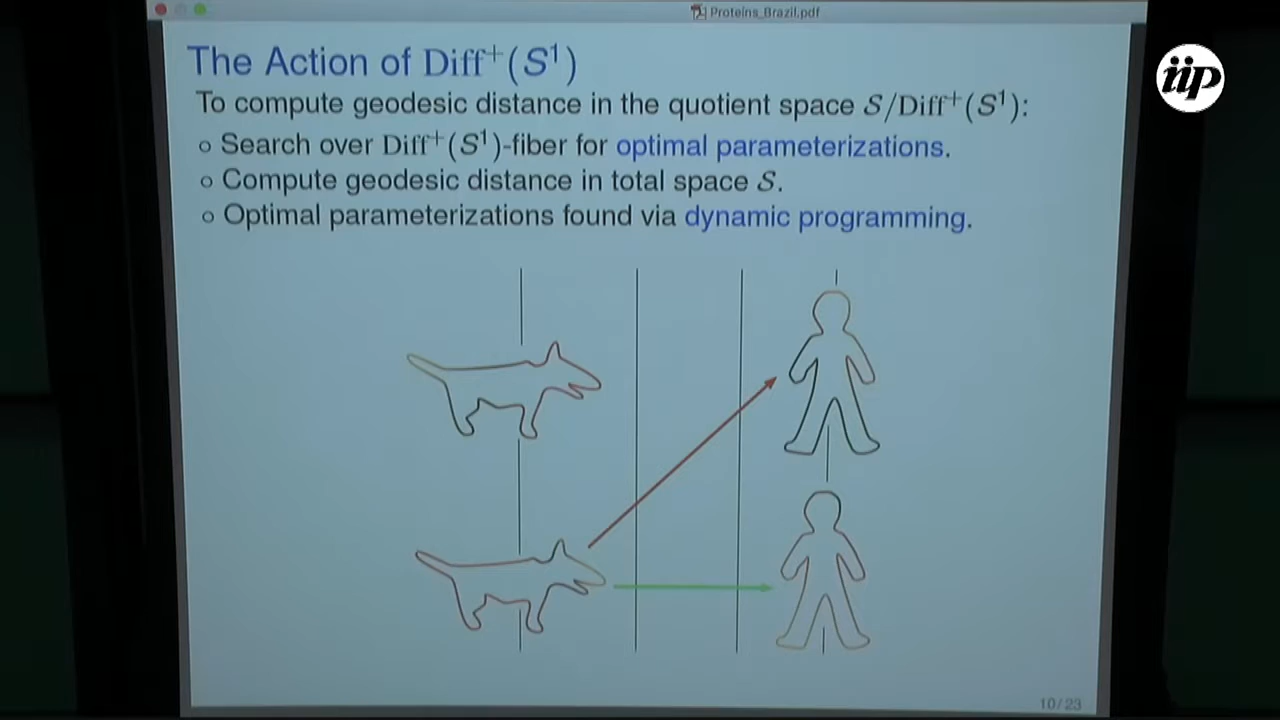 Proteins_Brazil.pdf
iip
The Action of Diff⁺(S¹)
To compute geodesic distance in the quotient space S/Diff⁺(S¹):
○ Search over Diff⁺(S¹)-fiber for optimal parameterizations.
○ Compute geodesic distance in total space S.
○ Optimal parameterizations found via dynamic programming.
10/23